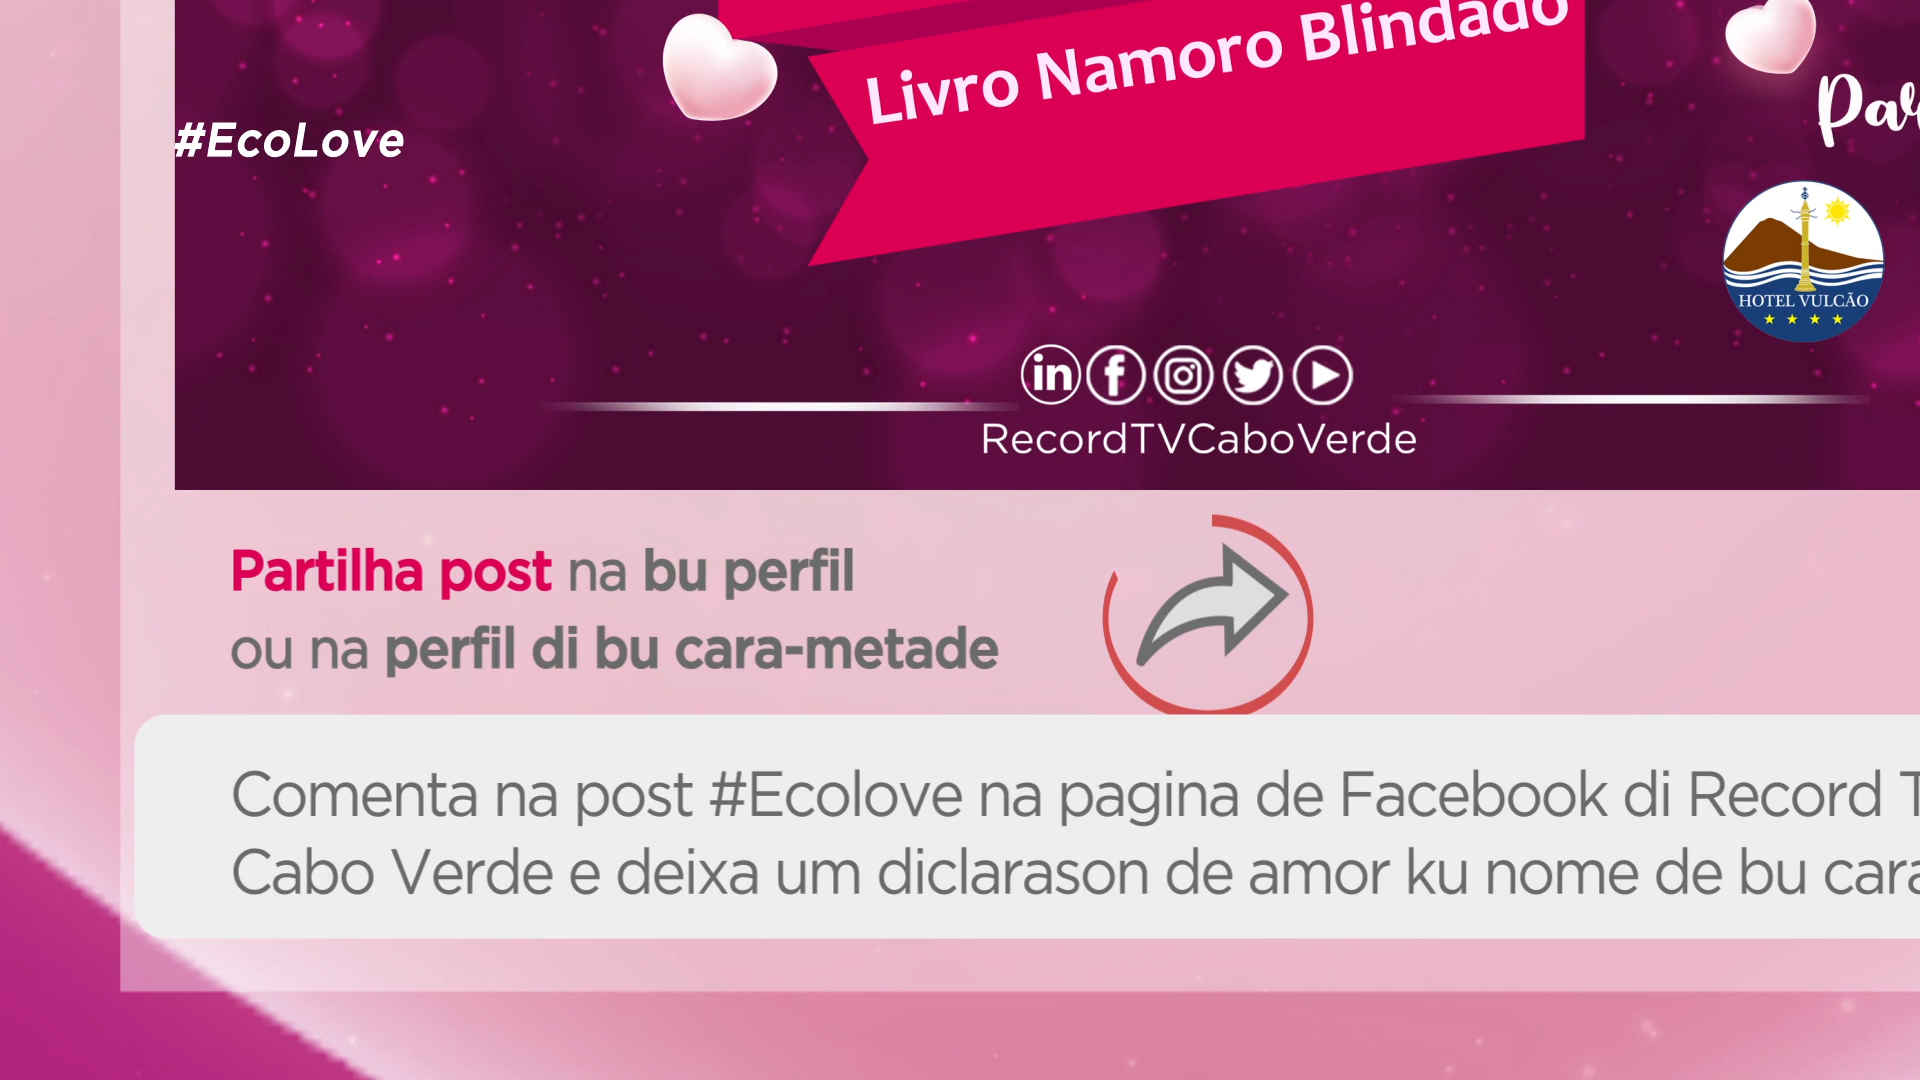 Livro Namoro Blindado
#EcoLove
HOTEL VULCÃO
in
RecordTVCaboVerde
Partilha post na bu perfil
ou na perfil di bu cara-metade
Comenta na post #Ecolove na pagina de Facebook di Record
Cabo Verde e deixa um diclarason de amor ku nome de bu cara